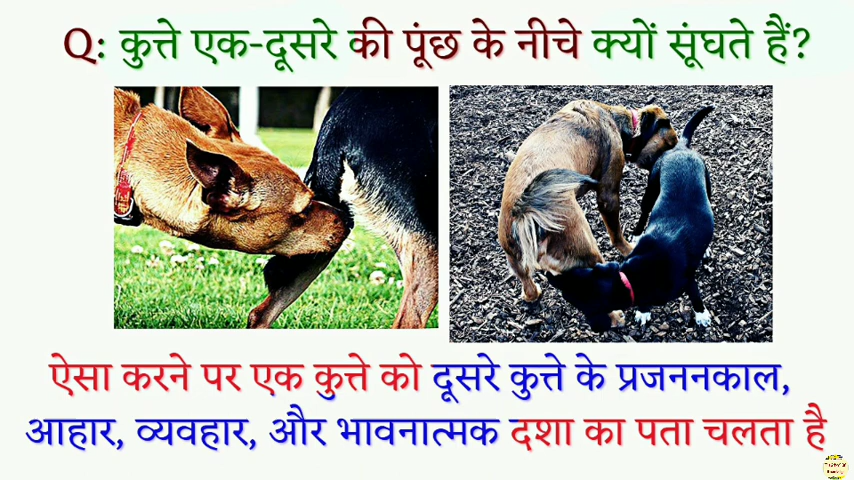 Q: कुत्ते एक-दूसरे की पूंछ के नीचे क्यों सूंघते हैं?
ऐसा करने पर एक कुत्ते को दूसरे कुत्ते के प्रजननकाल,
आहार, व्यवहार, और भावनात्मक दशा का पता चलता है